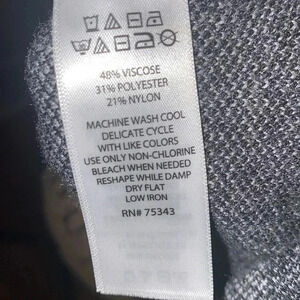 48% VISCOSE
31% POLYESTER
21% NYLON
MACHINE WASH COOL
DELICATE CYCLE
WITH LIKE COLORS
USE ONLY NON-CHLORINE
BLEACH WHEN NEEDED
RESHAPE WHILE DAMP
DRY FLAT
LOW IRON
RN# 75343